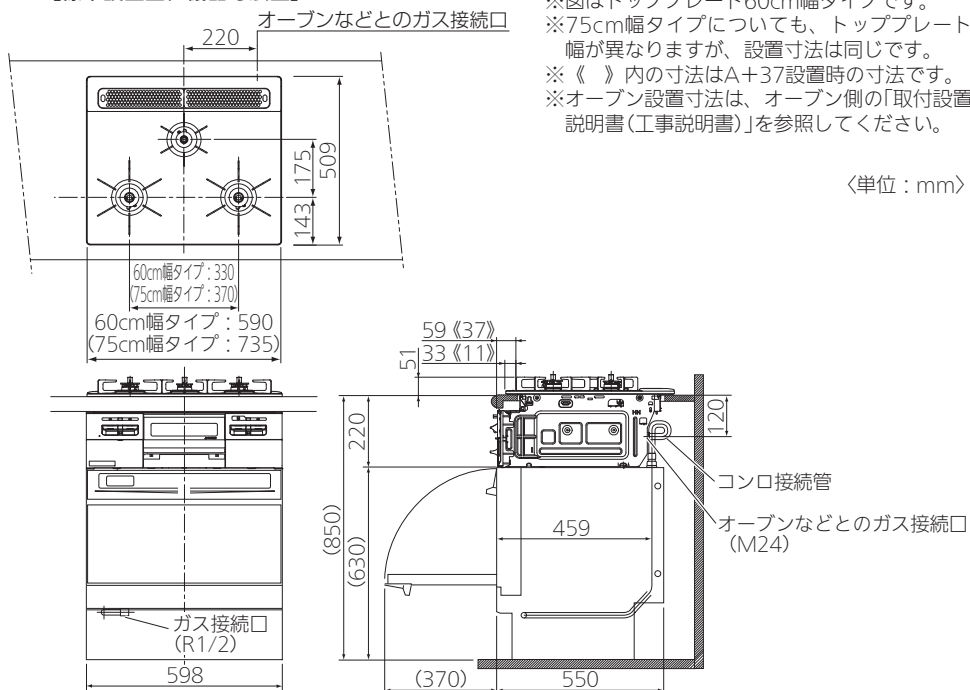 オーブンなどとのガス接続口
220
※図はトッププレート60cm幅タイプです。
※75cm幅タイプについても、トッププレート
幅が異なりますが、設置寸法は同じです。
※《　》内の寸法はA+37設置時の寸法です。
※オーブン設置寸法は、オーブン側の「取付設置
説明書(工事説明書)」を参照してください。
〈単位：mm〉
175
509
143
60cm幅タイプ：330
(75cm幅タイプ：370)
60cm幅タイプ：590
(75cm幅タイプ：735)
59《37》
33《11》
51
220
120
コンロ接続管
オーブンなどとのガス接続口
(M24)
459
(850)
(630)
ガス接続口
(R1/2)
598
(370)
550